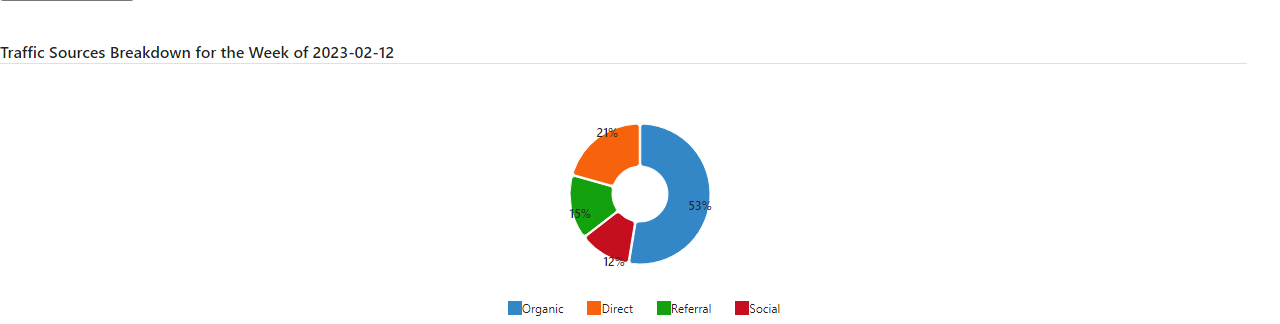 Traffic Sources Breakdown for the Week of 2023-02-12
21%
53%
15%
12%
Organic Direct Referral Social